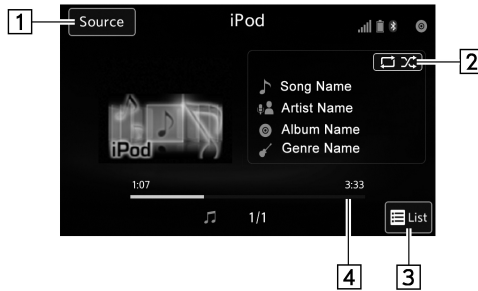 1
Source
iPod
2
Song Name
Artist Name
Album Name
Genre Name
iPod
1:07
3:33
1/1
List
4
3